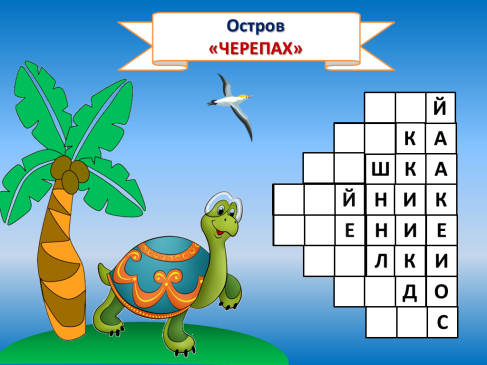 Остров
«ЧЕРЕПАХ»
Й
К А
Ш К А
Й Н И К
Е Н И Е
Л К И
Д О
С